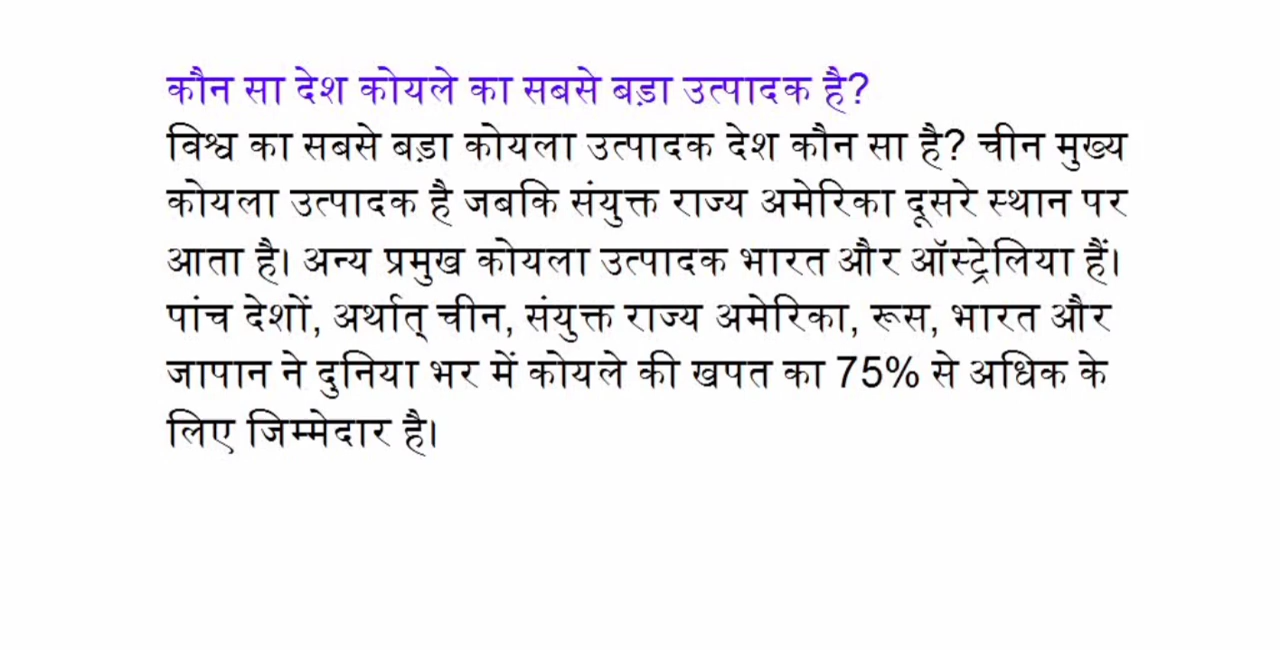 कौन सा देश कोयले का सबसे बड़ा उत्पादक है?
विश्व का सबसे बड़ा कोयला उत्पादक देश कौन सा है? चीन मुख्य
कोयला उत्पादक है जबकि संयुक्त राज्य अमेरिका दूसरे स्थान पर
आता है। अन्य प्रमुख कोयला उत्पादक भारत और ऑस्ट्रेलिया हैं।
पांच देशों, अर्थात् चीन, संयुक्त राज्य अमेरिका, रूस, भारत और
जापान ने दुनिया भर में कोयले की खपत का 75% से अधिक के
लिए जिम्मेदार है।